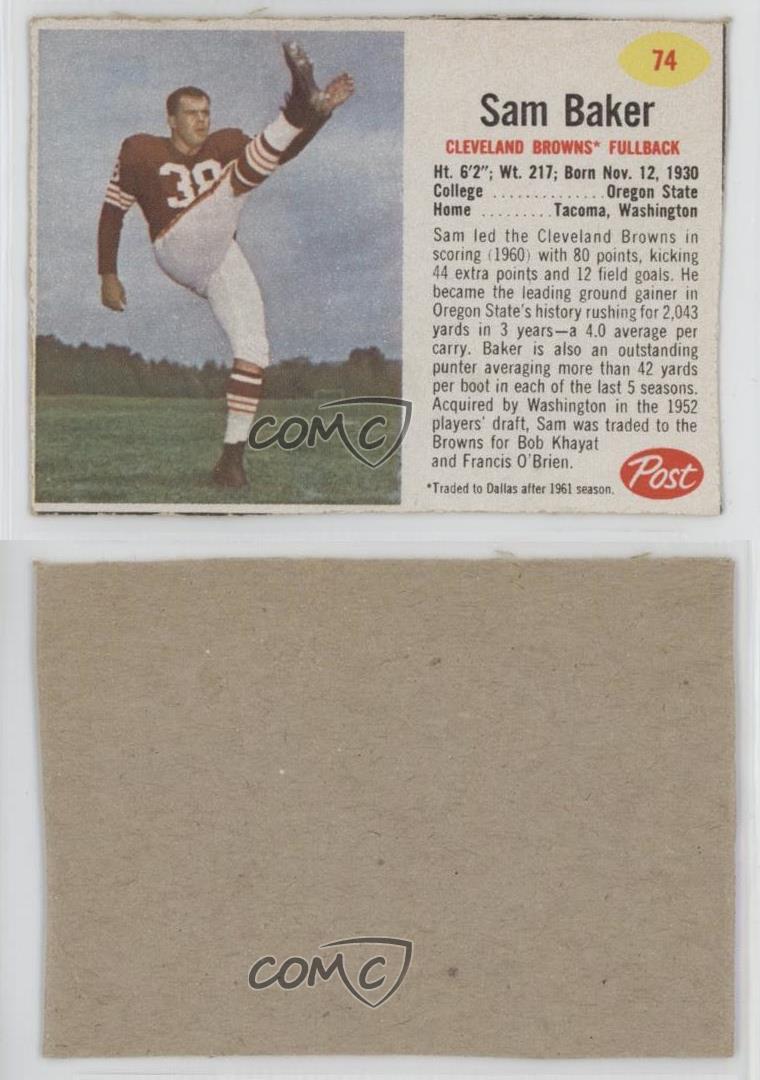 74
Sam Baker
CLEVELAND BROWNS* FULLBACK
Ht. 6'2"; Wt. 217; Born Nov. 12, 1930
College ..............Oregon State
Home .........Tacoma, Washington
Sam led the Cleveland Browns in
scoring (1960) with 80 points, kicking
44 extra points and 12 field goals. He
became the leading ground gainer in
Oregon State's history rushing for 2,043
yards in 3 years—a 4.0 average per
carry. Baker is also an outstanding
punter averaging more than 42 yards
per boot in each of the last 5 seasons.
Acquired by Washington in the 1952
players' draft, Sam was traded to the
Browns for Bob Khayat
and Francis O'Brien.
*Traded to Dallas after 1961 season.
Post
38
38
COMC
COMC